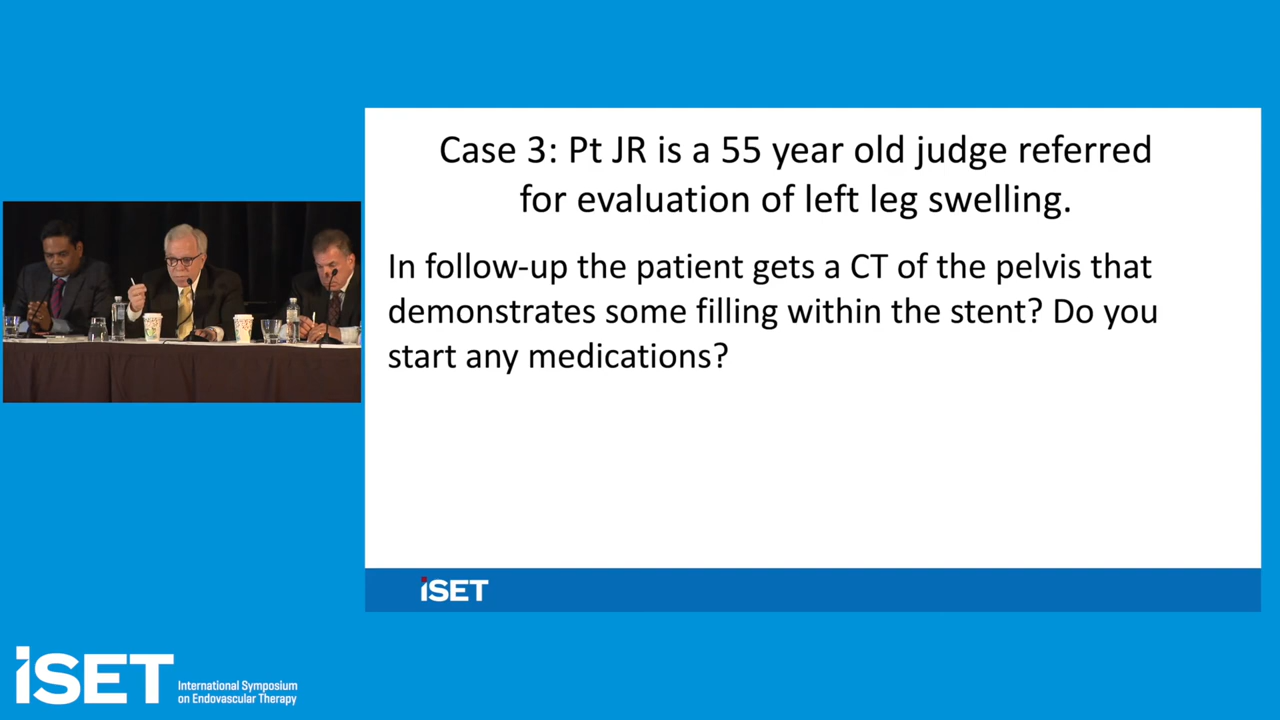 Case 3: Pt JR is a 55 year old judge referred
for evaluation of left leg swelling.
In follow-up the patient gets a CT of the pelvis that
demonstrates some filling within the stent? Do you
start any medications?
iSET
iSET
International Symposium
on Endovascular Therapy